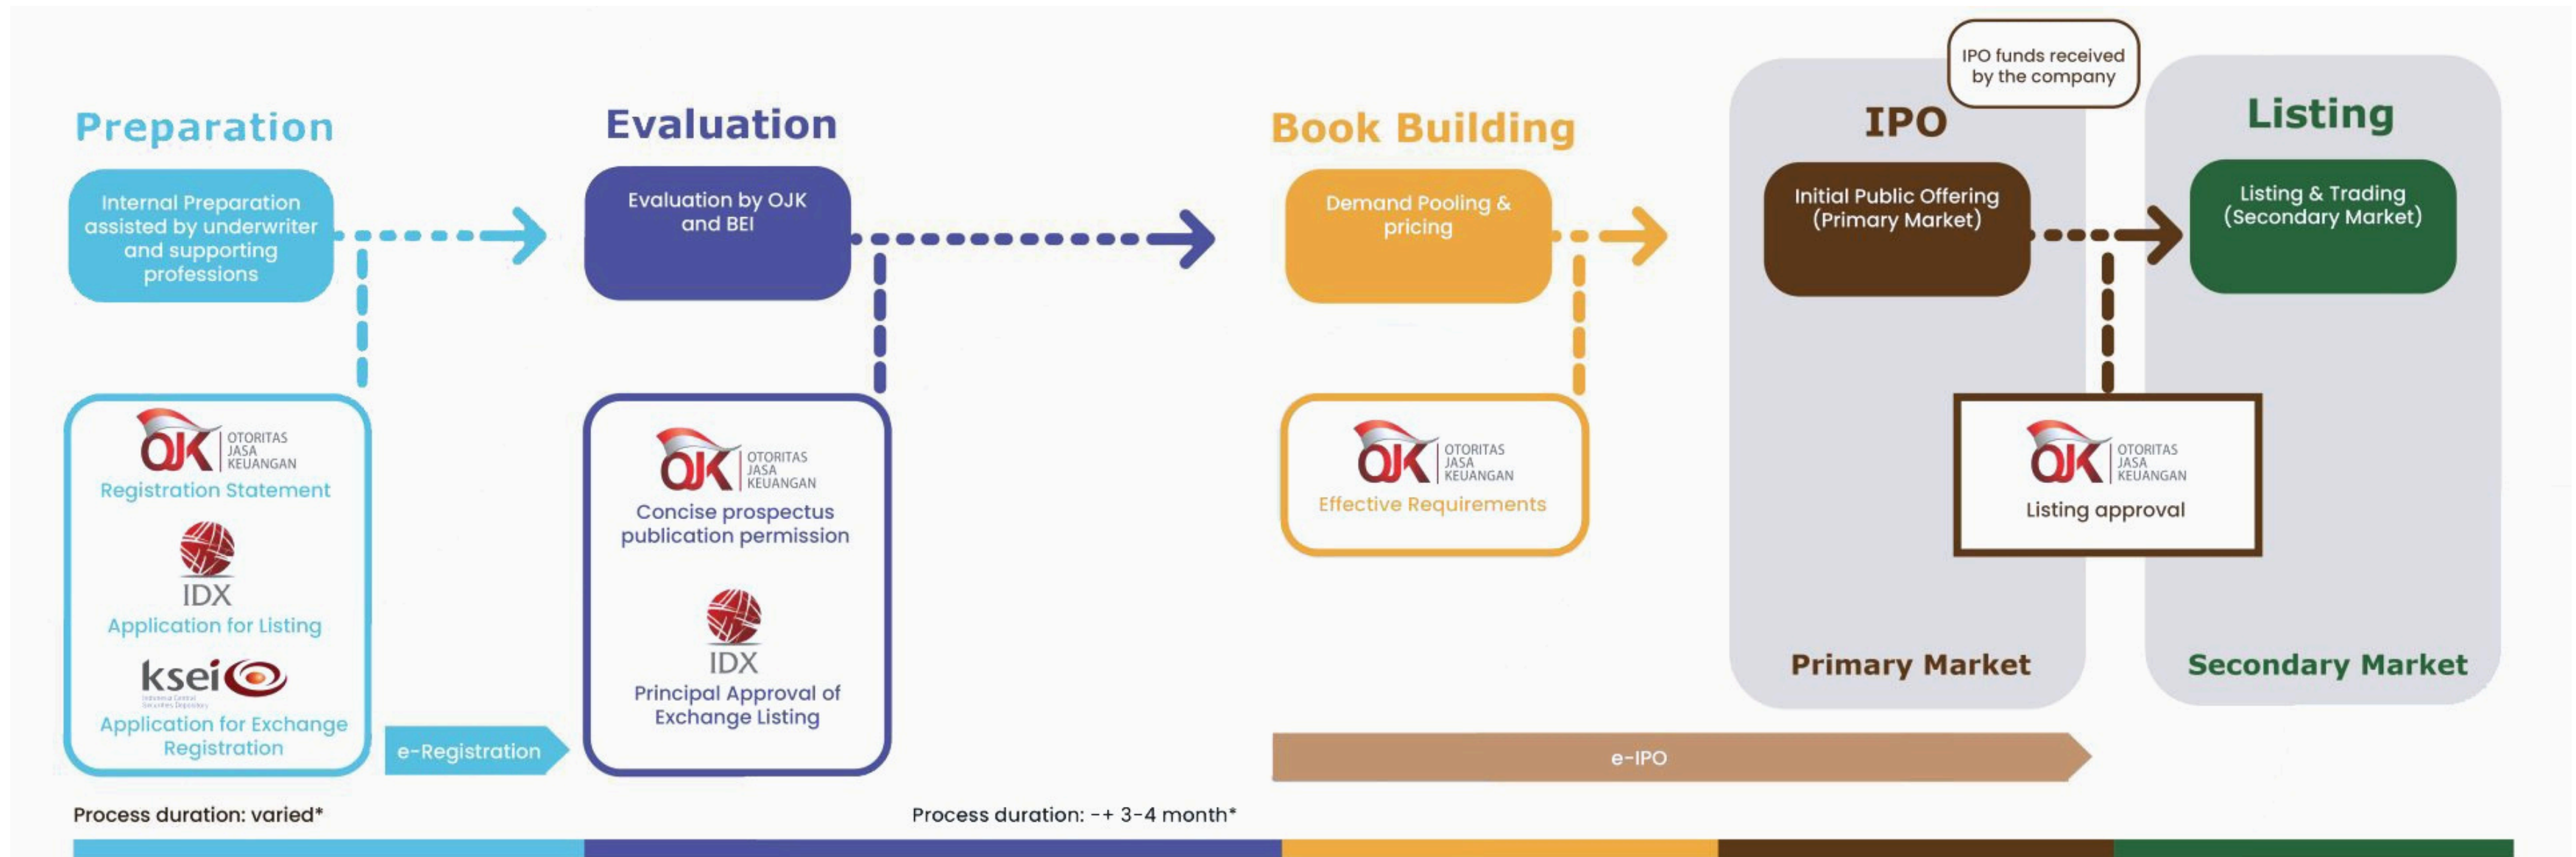 Preparation
Internal Preparation
assisted by underwriter
and supporting
professions
OJK
OTORITAS
JASA
KEUANGAN
Registration Statement
IDX
Application for Listing
ksei
Indonesia Central
Securities Depository
Application for Exchange
Registration
e-Registration
Evaluation
Evaluation by OJK
and BEI
OJK
OTORITAS
JASA
KEUANGAN
Concise prospectus
publication permission
IDX
Principal Approval of
Exchange Listing
Book Building
Demand Pooling &
pricing
OJK
OTORITAS
JASA
KEUANGAN
Effective Requirements
IPO funds received
by the company
IPO
Initial Public Offering
(Primary Market)
Primary Market
OJK
OTORITAS
JASA
KEUANGAN
Listing approval
Listing
Listing & Trading
(Secondary Market)
Secondary Market
e-IPO
Process duration: varied*
Process duration: -+ 3-4 month*